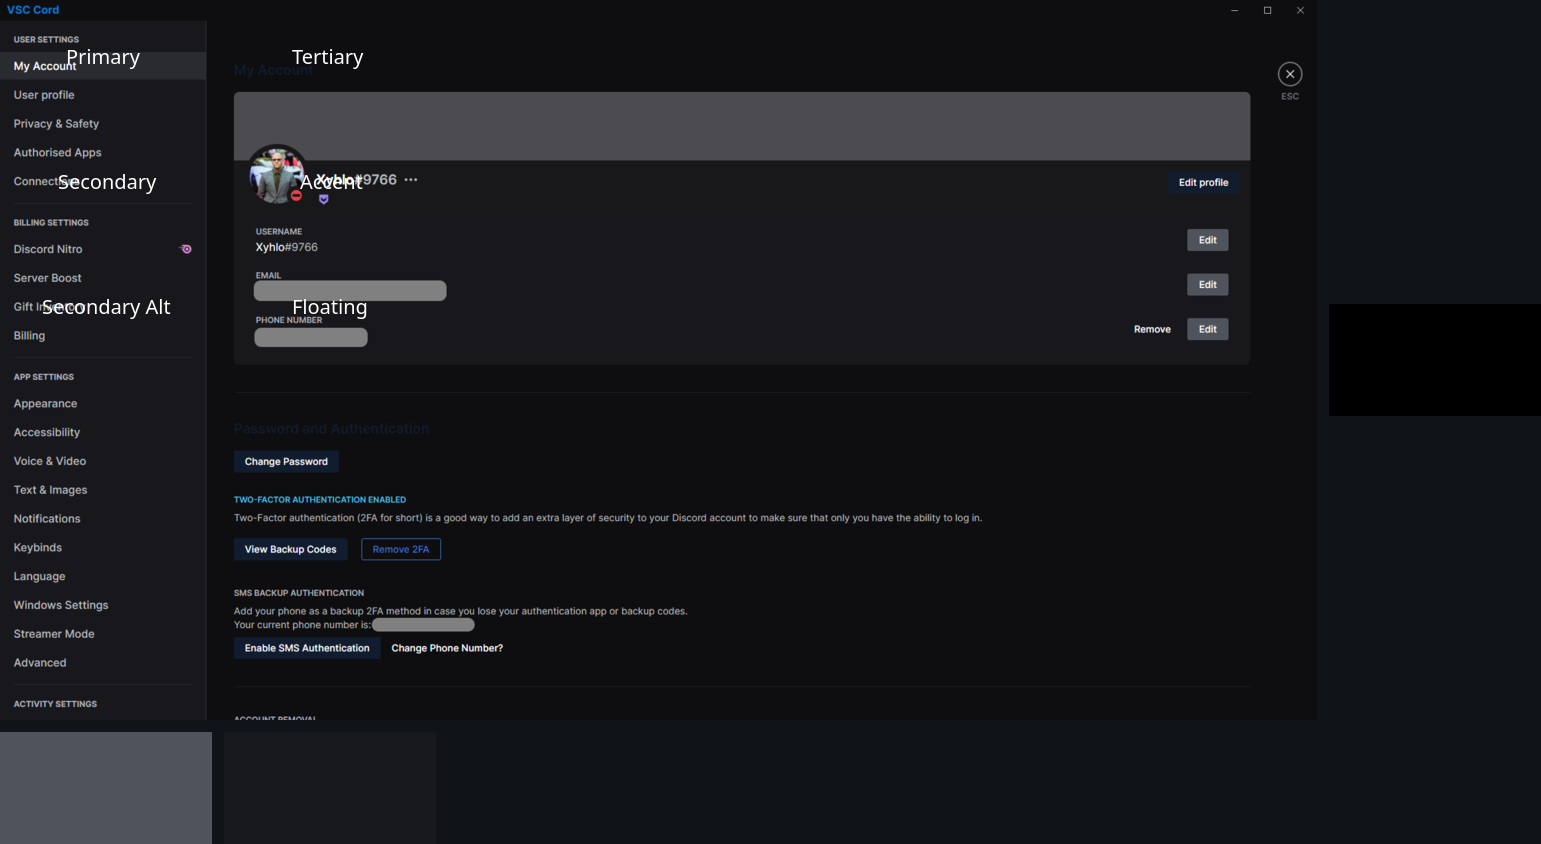 VSC Cord
USER SETTINGS
Primary
My Account
User profile
Privacy & Safety
Authorised Apps
Connections
Secondary
BILLING SETTINGS
Discord Nitro
Server Boost
Gift Inventory
Secondary Alt
Billing
APP SETTINGS
Appearance
Accessibility
Voice & Video
Text & Images
Notifications
Keybinds
Language
Windows Settings
Streamer Mode
Advanced
ACTIVITY SETTINGS
Tertiary
My Account
ESC
Xyhlo#9766
Accent
Edit profile
USERNAME
Xyhlo#9766
Edit
EMAIL
Edit
Floating
PHONE NUMBER
Remove
Edit
Password and Authentication
Change Password
TWO-FACTOR AUTHENTICATION ENABLED
Two-Factor authentication (2FA for short) is a good way to add an extra layer of security to your Discord account to make sure that only you have the ability to log in.
View Backup Codes
Remove 2FA
SMS BACKUP AUTHENTICATION
Add your phone as a backup 2FA method in case you lose your authentication app or backup codes.
Your current phone number is:
Enable SMS Authentication
Change Phone Number?
ACCOUNT REMOVAL